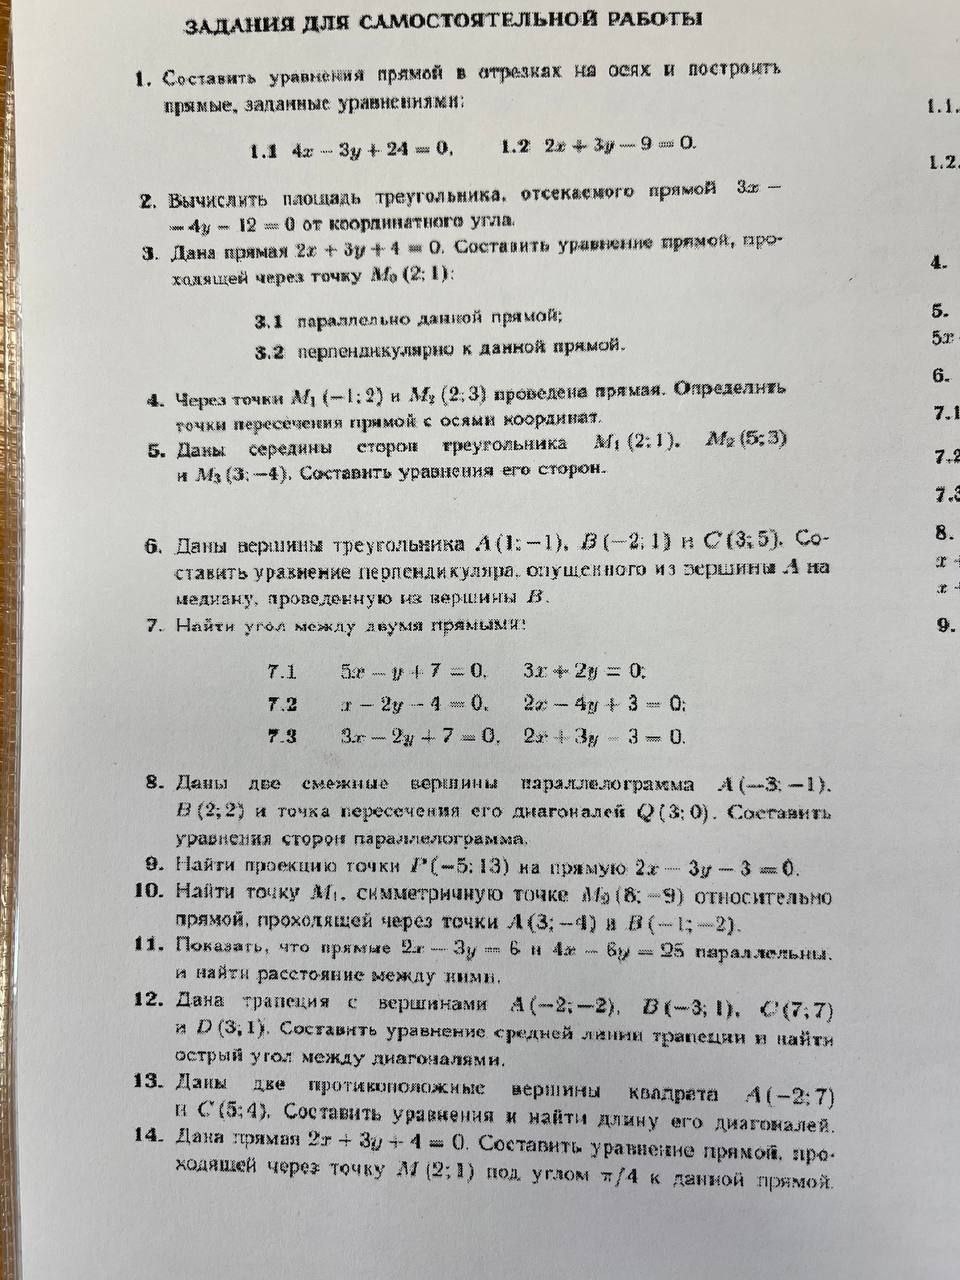 ЗАДАНИЯ ДЛЯ САМОСТОЯТЕЛЬНОЙ РАБОТЫ
1. Составить уравнения прямой в отрезках на осях и построить
прямые, заданные уравнениями:
1.1 4x − 3y + 24 = 0, 1.2 2x + 3y − 9 = 0.
2. Вычислить площадь треугольника, отсекаемого прямой 3x −
− 4y − 12 = 0 от координатного угла.
3. Дана прямая 2x + 3y + 4 = 0. Составить уравнение прямой, про-
ходящей через точку M₀ (2; 1):
3.1 параллельно данной прямой;
3.2 перпендикулярно к данной прямой.
4. Через точки M₁ (−1; 2) и M₂ (2; 3) проведена прямая. Определить
точки пересечения прямой с осями координат.
5. Даны середины сторон треугольника M₁ (2; 1), M₂ (5; 3)
и M₃ (3; −4). Составить уравнения его сторон.
6. Даны вершины треугольника A (1; −1), B (−2; 1) и C (3; 5). Со-
ставить уравнение перпендикуляра, опущенного из вершины A на
медиану, проведенную из вершины B.
7. Найти угол между двумя прямыми:
7.1 5x − y + 7 = 0, 3x + 2y = 0;
7.2 x − 2y − 4 = 0, 2x − 4y + 3 = 0;
7.3 3x − 2y + 7 = 0, 2x + 3y − 3 = 0.
8. Даны две смежные вершины параллелограмма A (−3; −1),
B (2; 2) и точка пересечения его диагоналей Q (3; 0). Составить
уравнения сторон параллелограмма.
9. Найти проекцию точки P (−5; 13) на прямую 2x − 3y − 3 = 0.
10. Найти точку M₁, симметричную точке M₀ (8; −9) относительно
прямой, проходящей через точки A (3; −4) и B (−1; −2).
11. Показать, что прямые 2x − 3y = 6 и 4x − 6y = 25 параллельны,
и найти расстояние между ними.
12. Дана трапеция с вершинами A (−2; −2), B (−3; 1), C (7; 7)
и D (3; 1). Составить уравнение средней линии трапеции и найти
острый угол между диагоналями.
13. Даны две противоположные вершины квадрата A (−2; 7)
и C (5; 4). Составить уравнения и найти длину его диагоналей.
14. Дана прямая 2x + 3y + 4 = 0. Составить уравнение прямой, про-
ходящей через точку M (2; 1) под углом π/4 к данной прямой.
1.1.
1.2.
4.
5.
5x
6.
7.1
7.2
7.3
8.
x +
x +
9.